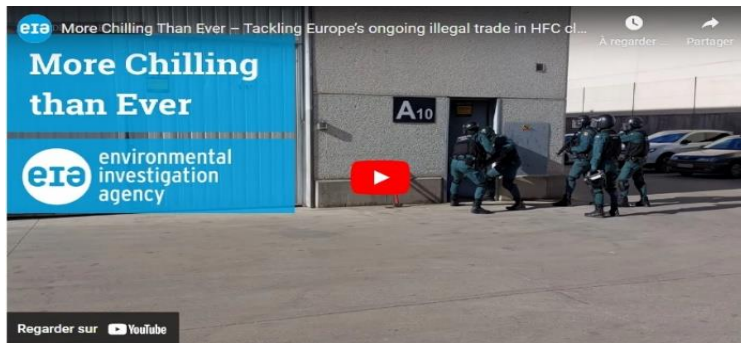 eia More Chilling Than Ever – Tackling Europe's ongoing illegal trade in HFC cl...
À regarder ...
Partager
More Chilling
than Ever
eia
environmental
investigation
agency
A10
Regarder sur YouTube